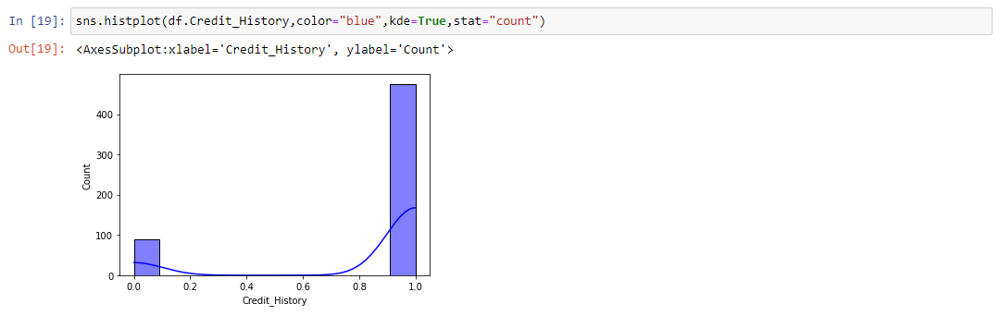 In [19]: sns.histplot(df.Credit_History,color="blue",kde=True,stat="count")
Out[19]: <AxesSubplot:xlabel='Credit_History', ylabel='Count'>
400
300
200
100
0
Count
0.0 0.2 0.4 0.6 0.8 1.0
Credit_History